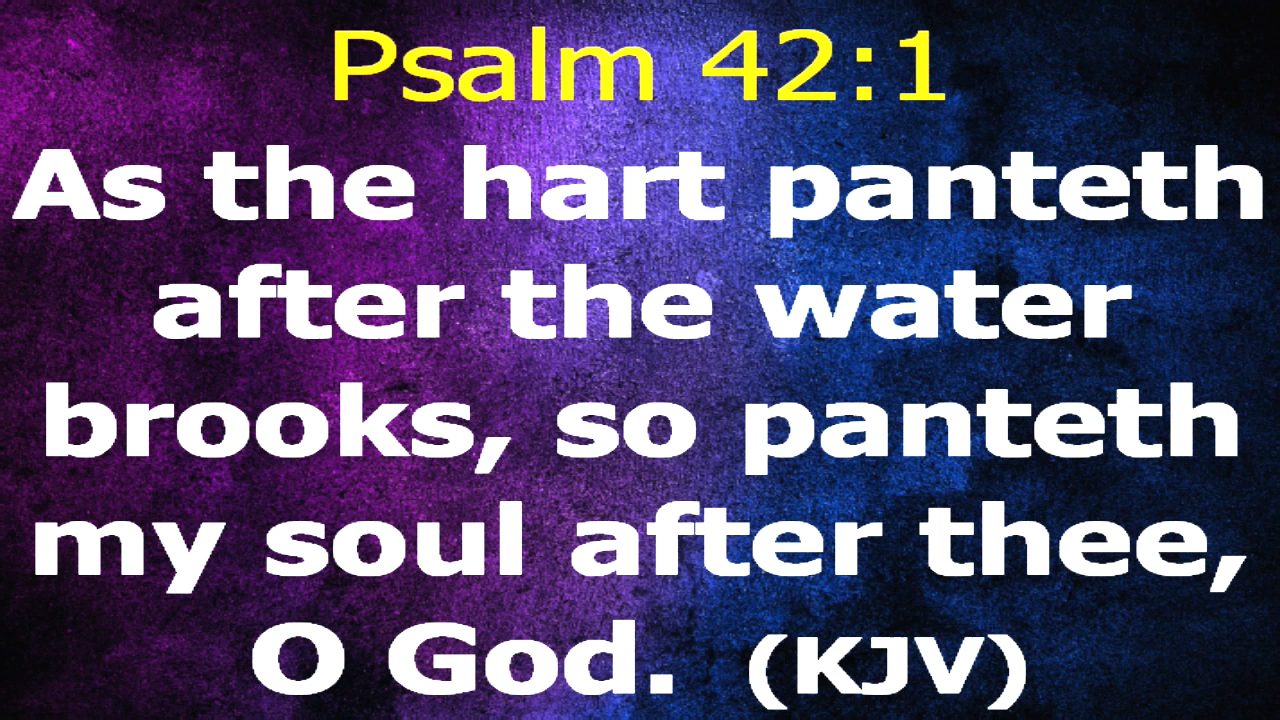 Psalm 42:1
As the hart panteth
after the water
brooks, so panteth
my soul after thee,
O God. (KJV)